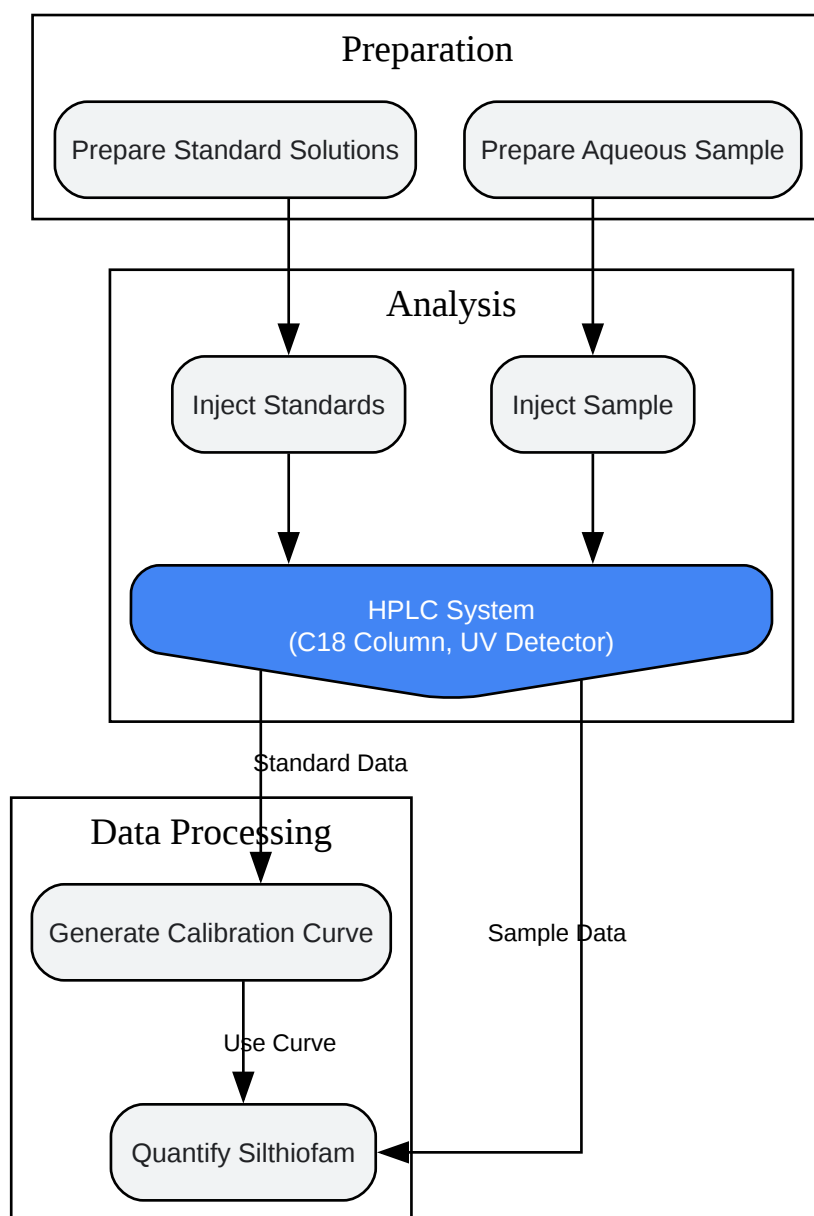 Preparation
Prepare Standard Solutions
Prepare Aqueous Sample
Analysis
Inject Standards
Inject Sample
HPLC System
(C18 Column, UV Detector)
Standard Data
Data Processing
Generate Calibration Curve
Sample Data
Use Curve
Quantify Silthiofam